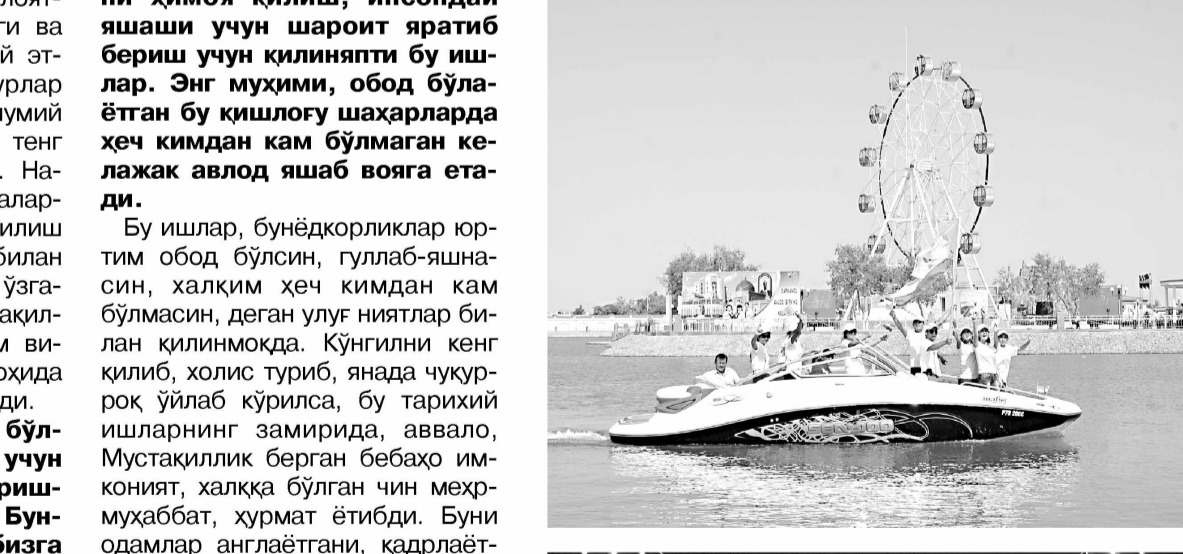 лоят-
ги ва
й эт-
урлар
умий
тенг
. На-
алар-
илиш
билан
ўзга-
ақил-
м ви-
оҳида
ди.
бўл-
учун
риш-
Бун-
бизга
ни ҳимоя қилиш, инсондай
яшаши учун шароит яратиб
бериш учун қилиняпти бу иш-
лар. Энг муҳими, обод бўла-
ётган бу қишлоғу шаҳарларда
ҳеч кимдан кам бўлмаган ке-
лажак авлод яшаб вояга ета-
ди.
Бу ишлар, бунёдкорликлар юр-
тим обод бўлсин, гуллаб-яшна-
син, халқим ҳеч кимдан кам
бўлмасин, деган улуғ ниятлар би-
лан қилинмоқда. Кўнгилни кенг
қилиб, холис туриб, янада чуқур-
роқ ўйлаб кўрилса, бу тарихий
ишларнинг замирида, аввало,
Мустақиллик берган бебаҳо им-
коният, халққа бўлган чин меҳр-
муҳаббат, ҳурмат ётибди. Буни
одамлар англаётгани, қадрлаёт-